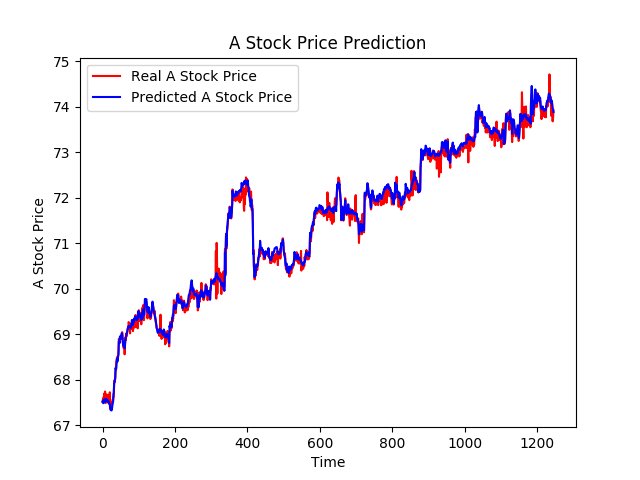 A Stock Price Prediction
Real A Stock Price
Predicted A Stock Price
A Stock Price
75
74
73
72
71
70
69
68
67
0 200 400 600 800 1000 1200
Time